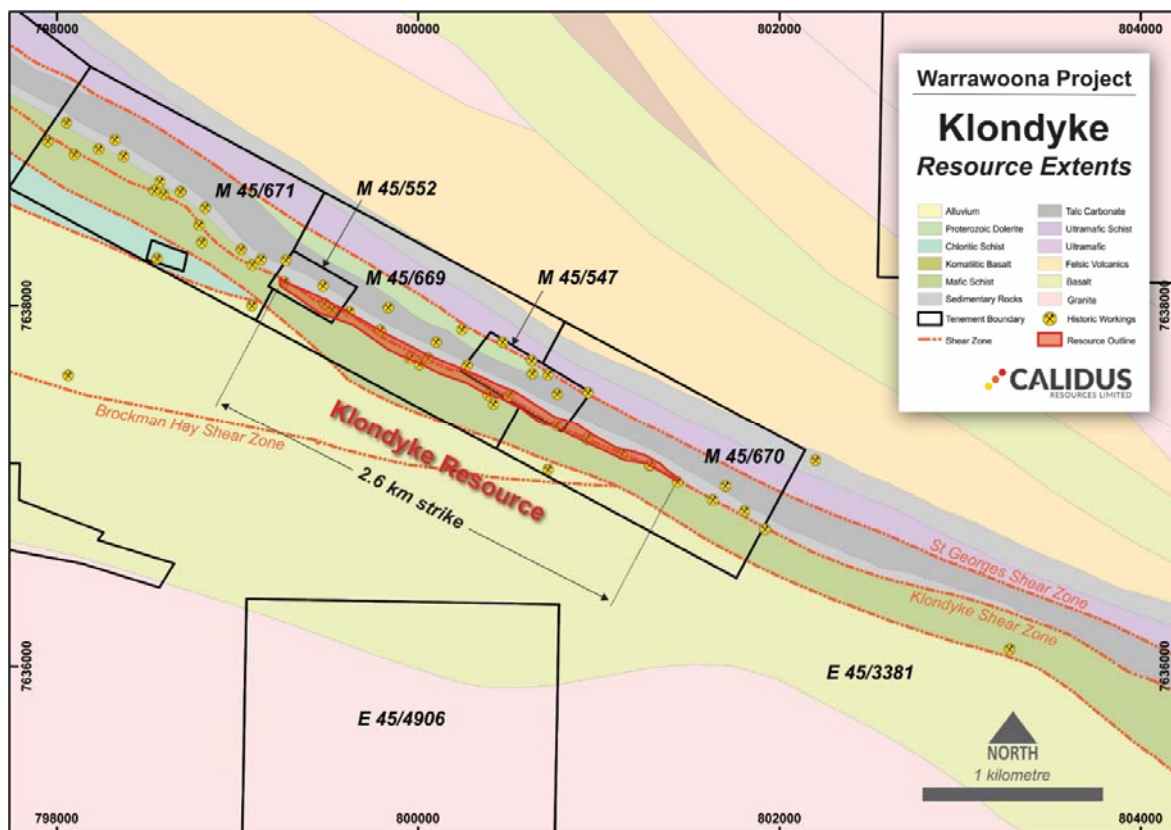 798000
800000
802000
804000
Warrawoona Project
Klondyke
Resource Extents
Alluvium
Talc Carbonate
Proterozoic Dolerite
Ultramafic Schist
Chloritic Schist
Ultramafic
Komatiitic Basalt
Felsic Volcanics
Mafic Schist
Basalt
Sedimentary Rocks
Granite
Tenement Boundary
Historic Workings
Shear Zone
Resource Outline
CALIDUS
RESOURCES LIMITED
M 45/671
M 45/552
M 45/669
M 45/547
7638000
7638000
Brockman Hay Shear Zone
Klondyke Resource
2.6 km strike
M 45/670
St Georges Shear Zone
Klondyke Shear Zone
7636000
7636000
E 45/3381
E 45/4906
NORTH
1 kilometre
798000
800000
802000
804000